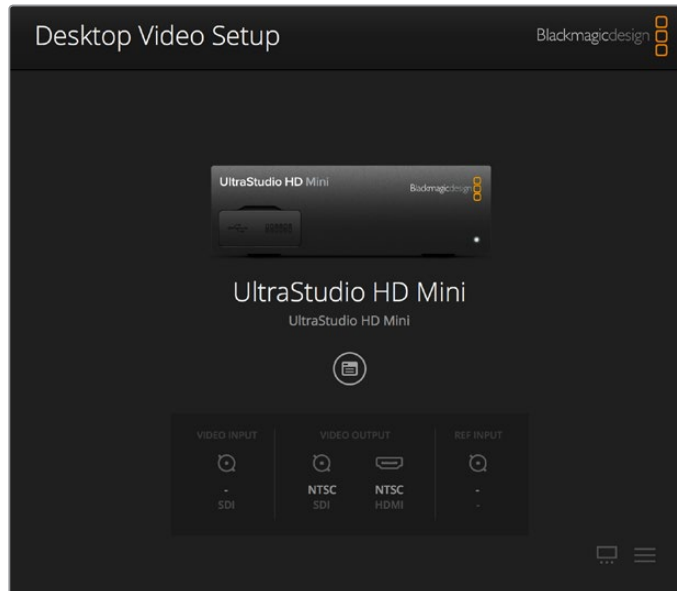 Desktop Video Setup
Blackmagicdesign
UltraStudio HD Mini
Blackmagicdesign
UltraStudio HD Mini
UltraStudio HD Mini
VIDEO INPUT VIDEO OUTPUT REF INPUT
- NTSC NTSC -
SDI SDI HDMI -